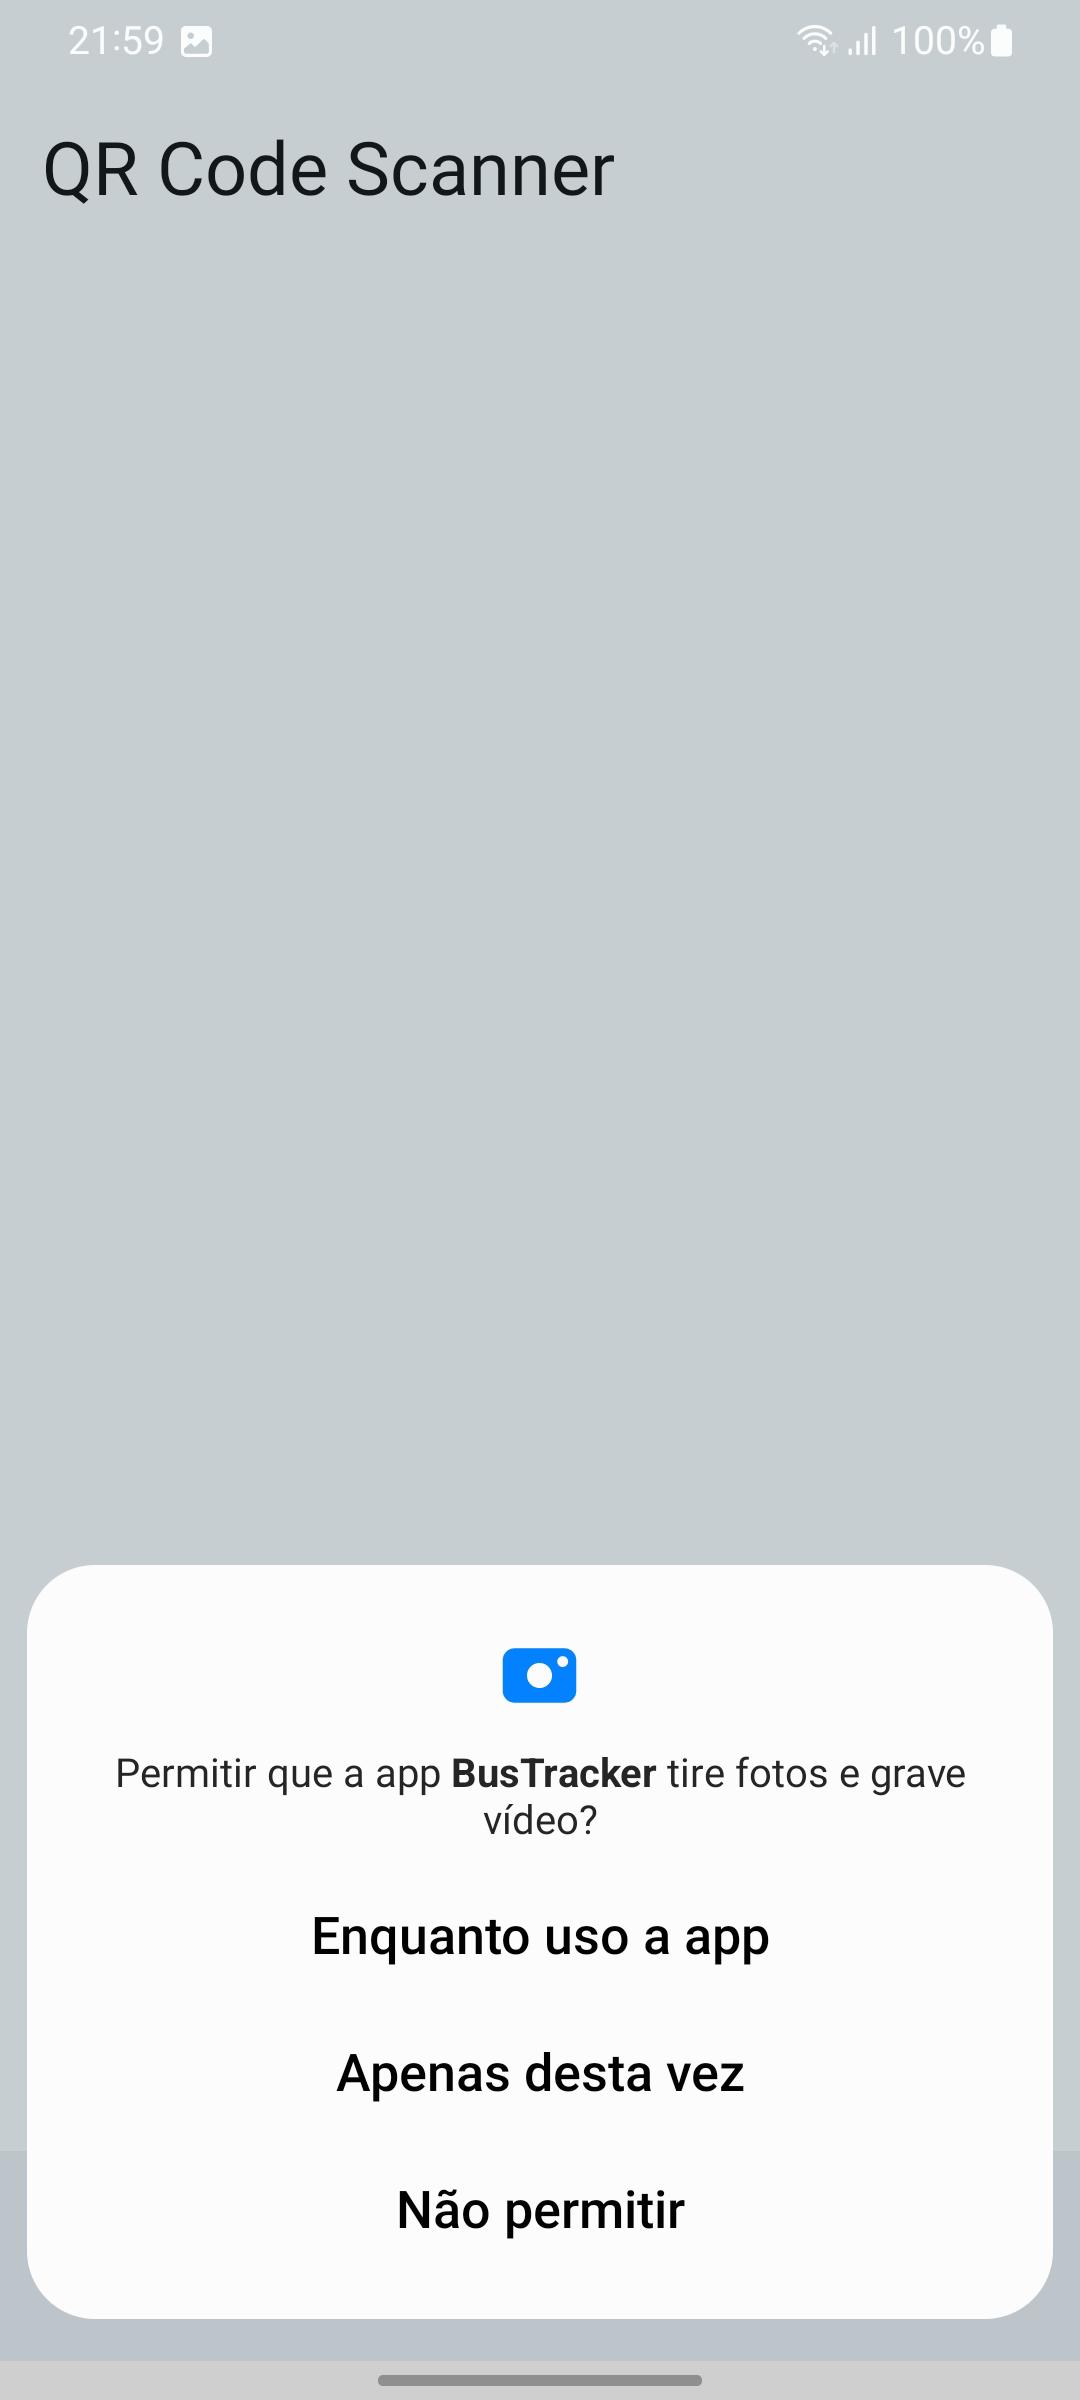 21:59 100%
QR Code Scanner
Permitir que a app BusTracker tire fotos e grave
vídeo?
Enquanto uso a app
Apenas desta vez
Não permitir